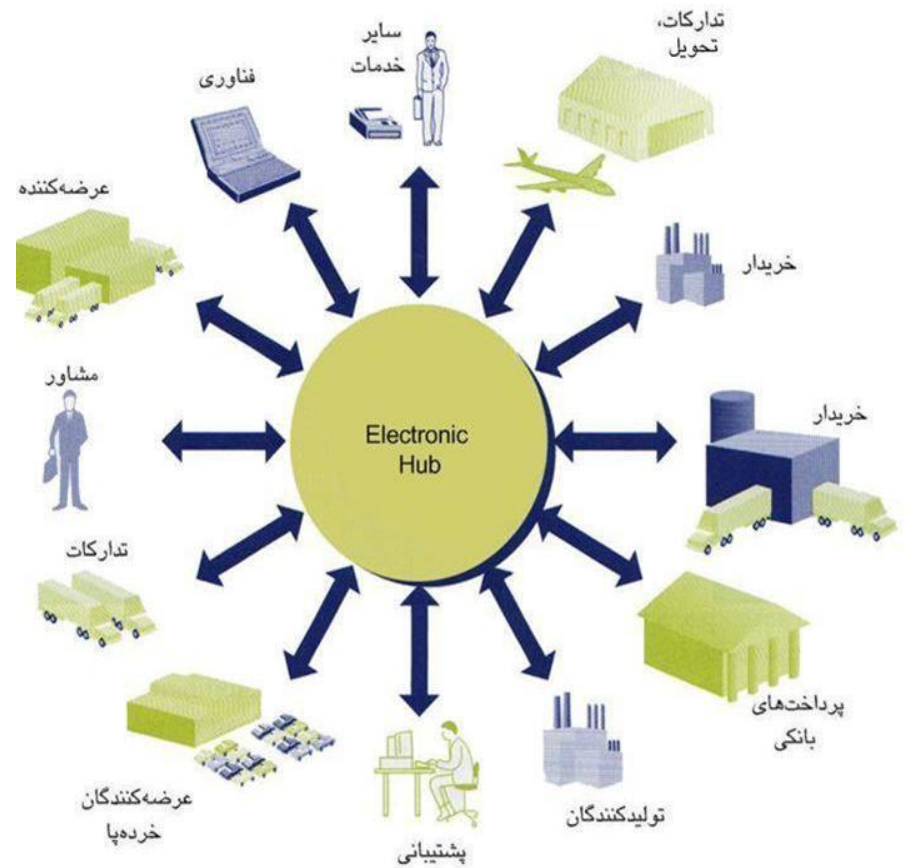 سایر
خدمات
تدارکات،
تحویل
فناوری
خریدار
عرضه‌کننده
مشاور
خریدار
Electronic
Hub
تدارکات
پرداخت‌های
بانکی
عرضه‌کنندگان
خرده‌پا
تولیدکنندگان
پشتیبانی